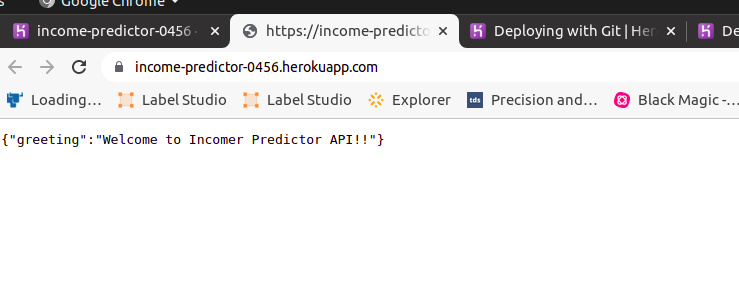 Google Chrome
income-predictor-0456
https://income-predicto
Deploying with Git | Her
De
income-predictor-0456.herokuapp.com
Loading…
Label Studio
Label Studio
Explorer
tds
Precision and…
Black Magic -…
{"greeting":"Welcome to Incomer Predictor API!!"}